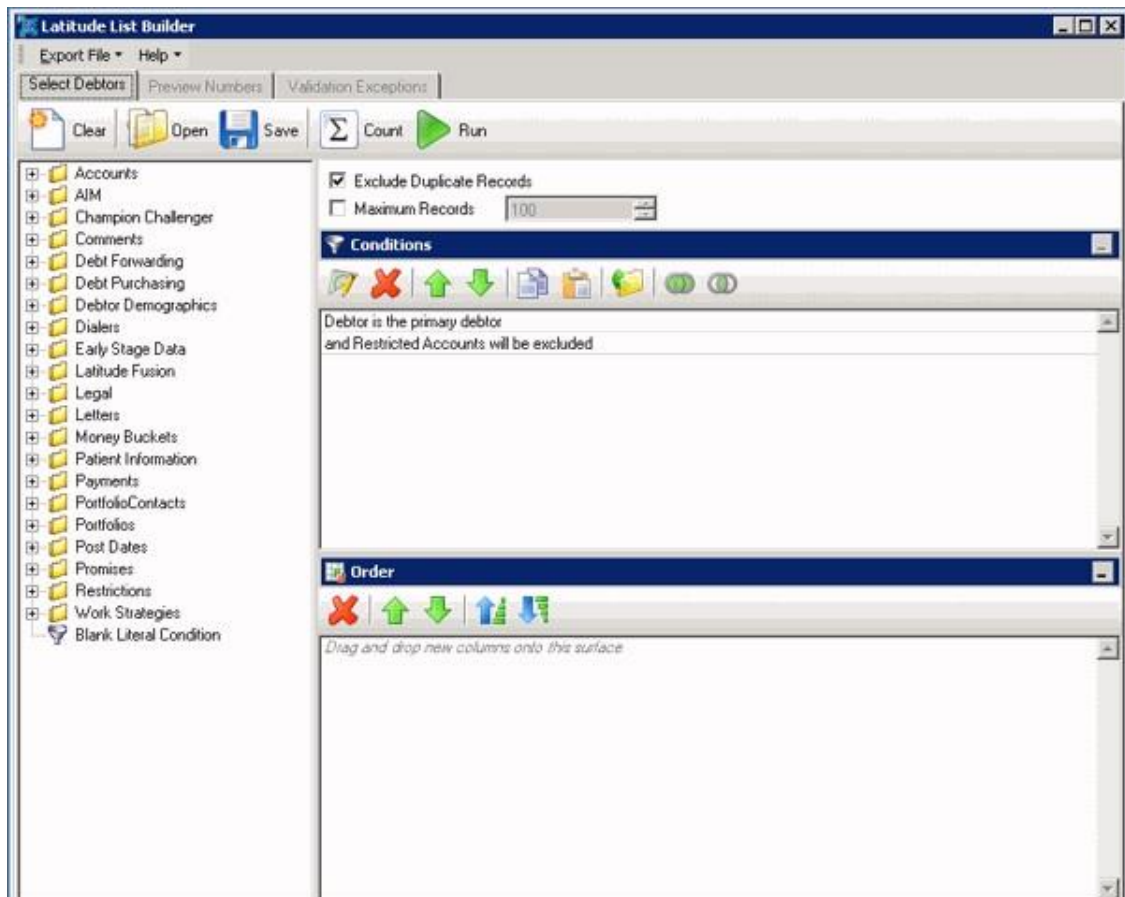 Latitude List Builder
Export File Help
Select Debtors Preview Numbers Validation Exceptions
Clear Open Save Σ Count Run
Accounts
AIM
Champion Challenger
Comments
Debt Forwarding
Debt Purchasing
Debtor Demographics
Dialers
Early Stage Data
Latitude Fusion
Legal
Letters
Money Buckets
Patient Information
Payments
PortfolioContacts
Portfolios
Post Dates
Promises
Restrictions
Work Strategies
Blank Literal Condition
Exclude Duplicate Records
Maximum Records 100
Conditions
Debtor is the primary debtor
and Restricted Accounts will be excluded
Order
Drag and drop new columns onto this surface